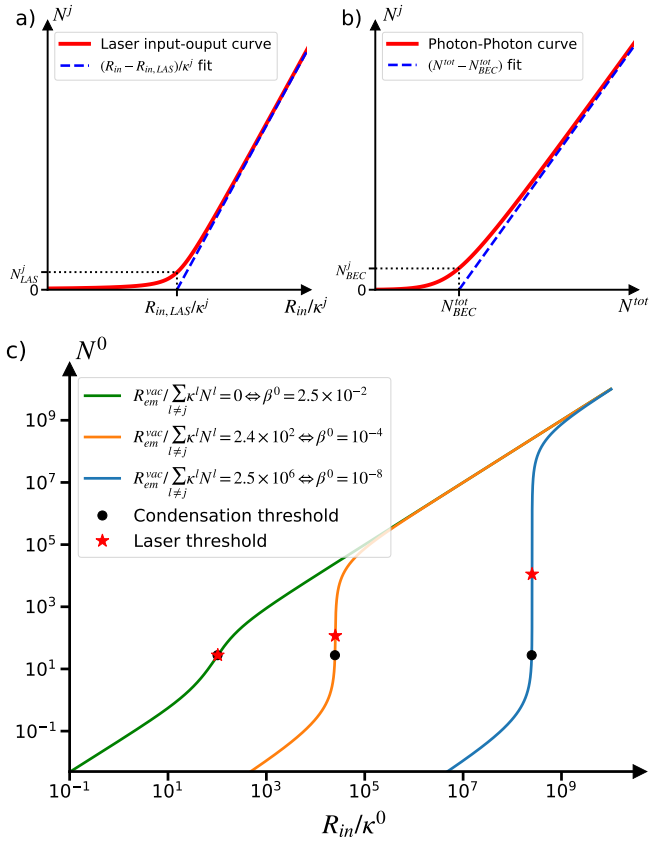 a)
N^j
Laser input-ouput curve
(R_in − R_in,LAS)/κ^j fit
N^j_LAS
0
R_in,LAS/κ^j
R_in/κ^j
b)
N^j
Photon-Photon curve
(N^tot − N^tot_BEC) fit
N^j_BEC
0
N^tot_BEC
N^tot
c)
N^0
R^vac_em/∑_{l≠j} κ^l N^l = 0 ⇔ β^0 = 2.5 × 10^−2
R^vac_em/∑_{l≠j} κ^l N^l = 2.4 × 10^2 ⇔ β^0 = 10^−4
R^vac_em/∑_{l≠j} κ^l N^l = 2.5 × 10^6 ⇔ β^0 = 10^−8
Condensation threshold
Laser threshold
10^9
10^7
10^5
10^3
10^1
10^−1
10^−1 10^1 10^3 10^5 10^7 10^9
R_in/κ^0